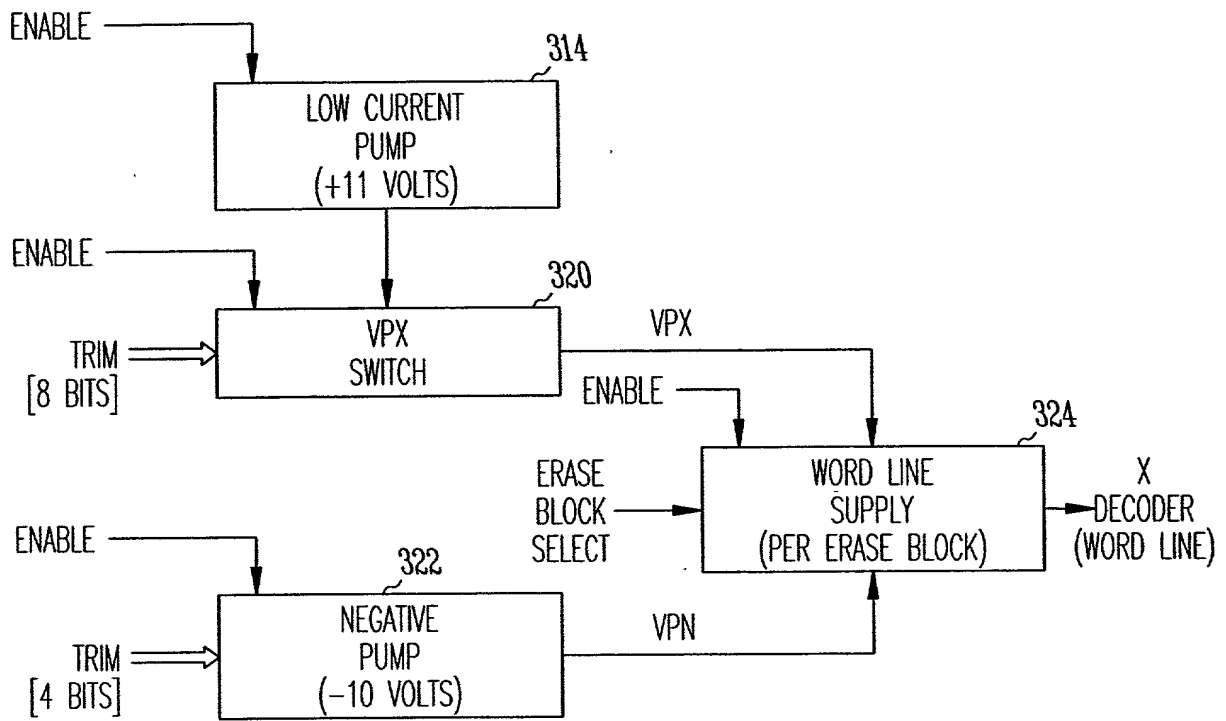 ENABLE
314
LOW CURRENT
PUMP
(+11 VOLTS)
ENABLE
320
VPX
SWITCH
TRIM
[8 BITS]
VPX
ENABLE
324
ERASE
BLOCK
SELECT
WORD LINE
SUPPLY
(PER ERASE BLOCK)
X
DECODER
(WORD LINE)
ENABLE
322
NEGATIVE
PUMP
(-10 VOLTS)
TRIM
[4 BITS]
VPN